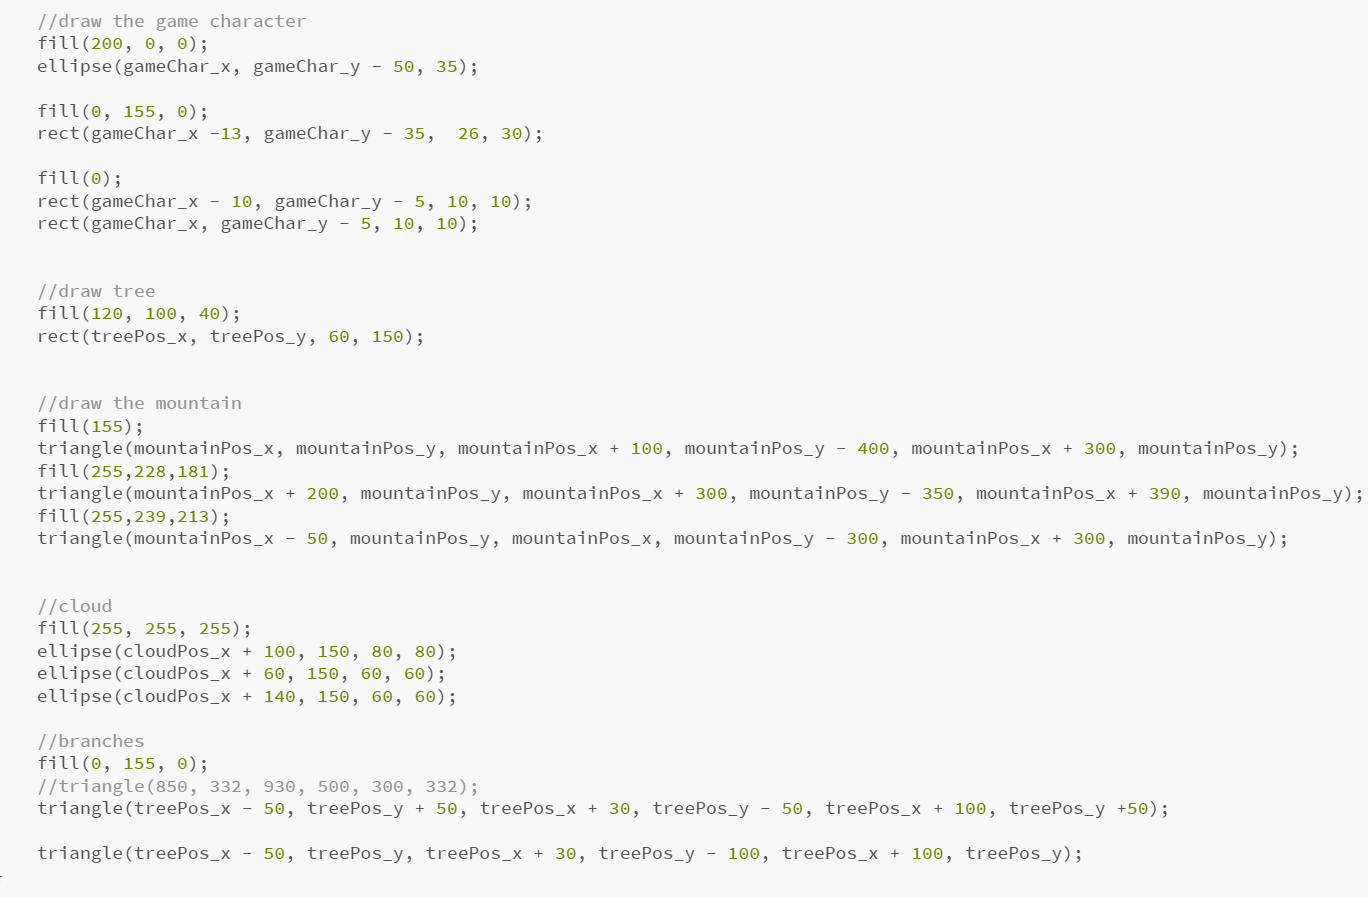 //draw the game character
fill(200, 0, 0);
ellipse(gameChar_x, gameChar_y - 50, 35);
fill(0, 155, 0);
rect(gameChar_x -13, gameChar_y - 35,  26, 30);
fill(0);
rect(gameChar_x - 10, gameChar_y - 5, 10, 10);
rect(gameChar_x, gameChar_y - 5, 10, 10);
//draw tree
fill(120, 100, 40);
rect(treePos_x, treePos_y, 60, 150);
//draw the mountain
fill(155);
triangle(mountainPos_x, mountainPos_y, mountainPos_x + 100, mountainPos_y - 400, mountainPos_x + 300, mountainPos_y);
fill(255,228,181);
triangle(mountainPos_x + 200, mountainPos_y, mountainPos_x + 300, mountainPos_y - 350, mountainPos_x + 390, mountainPos_y);
fill(255,239,213);
triangle(mountainPos_x - 50, mountainPos_y, mountainPos_x, mountainPos_y - 300, mountainPos_x + 300, mountainPos_y);
//cloud
fill(255, 255, 255);
ellipse(cloudPos_x + 100, 150, 80, 80);
ellipse(cloudPos_x + 60, 150, 60, 60);
ellipse(cloudPos_x + 140, 150, 60, 60);
//branches
fill(0, 155, 0);
//triangle(850, 332, 930, 500, 300, 332);
triangle(treePos_x - 50, treePos_y + 50, treePos_x + 30, treePos_y - 50, treePos_x + 100, treePos_y +50);
triangle(treePos_x - 50, treePos_y, treePos_x + 30, treePos_y - 100, treePos_x + 100, treePos_y);